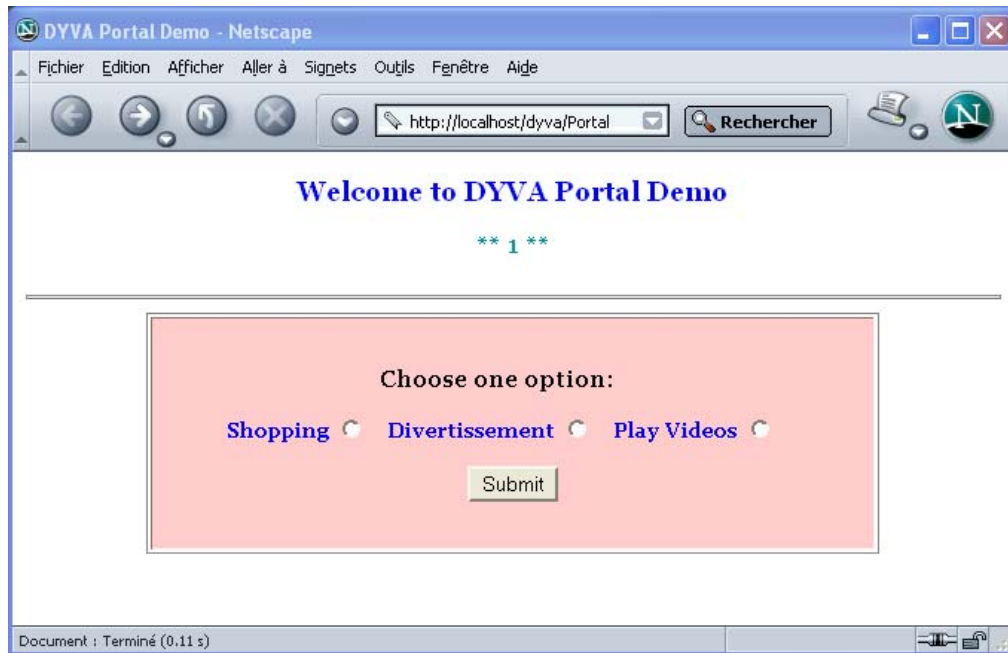 DYVA Portal Demo - Netscape
Fichier Edition Afficher Aller à Signets Outils Fenêtre Aide
http://localhost/dyva/Portal Rechercher N
Welcome to DYVA Portal Demo
** 1 **
Choose one option:
Shopping Divertissement Play Videos
Submit
Document : Terminé (0.11 s)